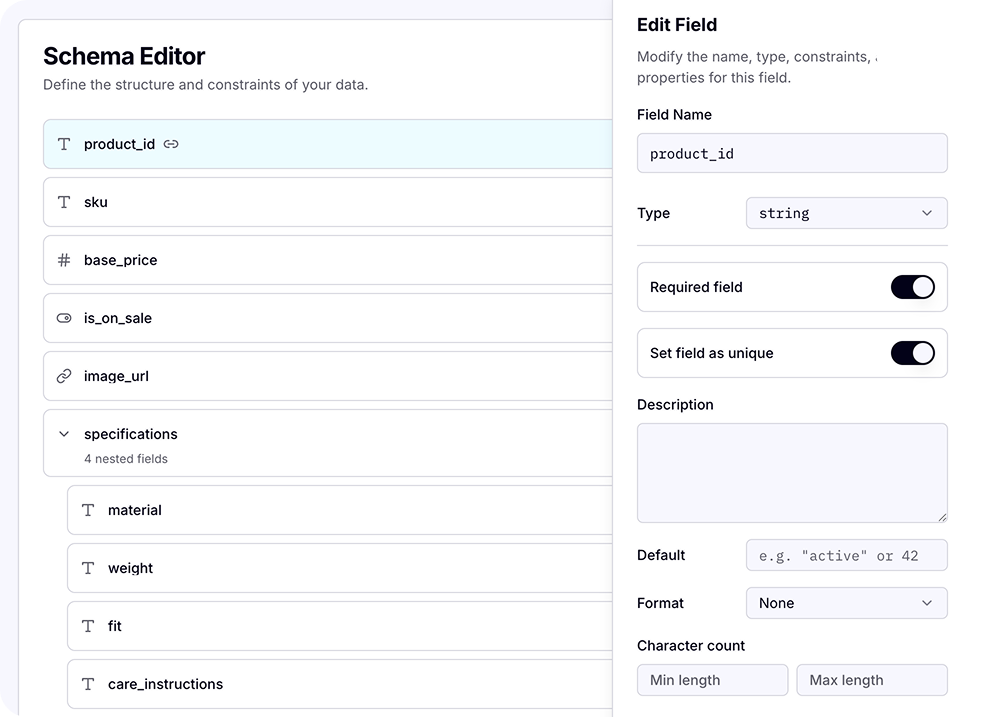 Schema Editor
Define the structure and constraints of your data.
product_id
sku
base_price
is_on_sale
image_url
specifications
4 nested fields
material
weight
fit
care_instructions
Edit Field
Modify the name, type, constraints,
properties for this field.
Field Name
product_id
Type
string
Required field
Set field as unique
Description
Default
e.g. "active" or 42
Format
None
Character count
Min length
Max length